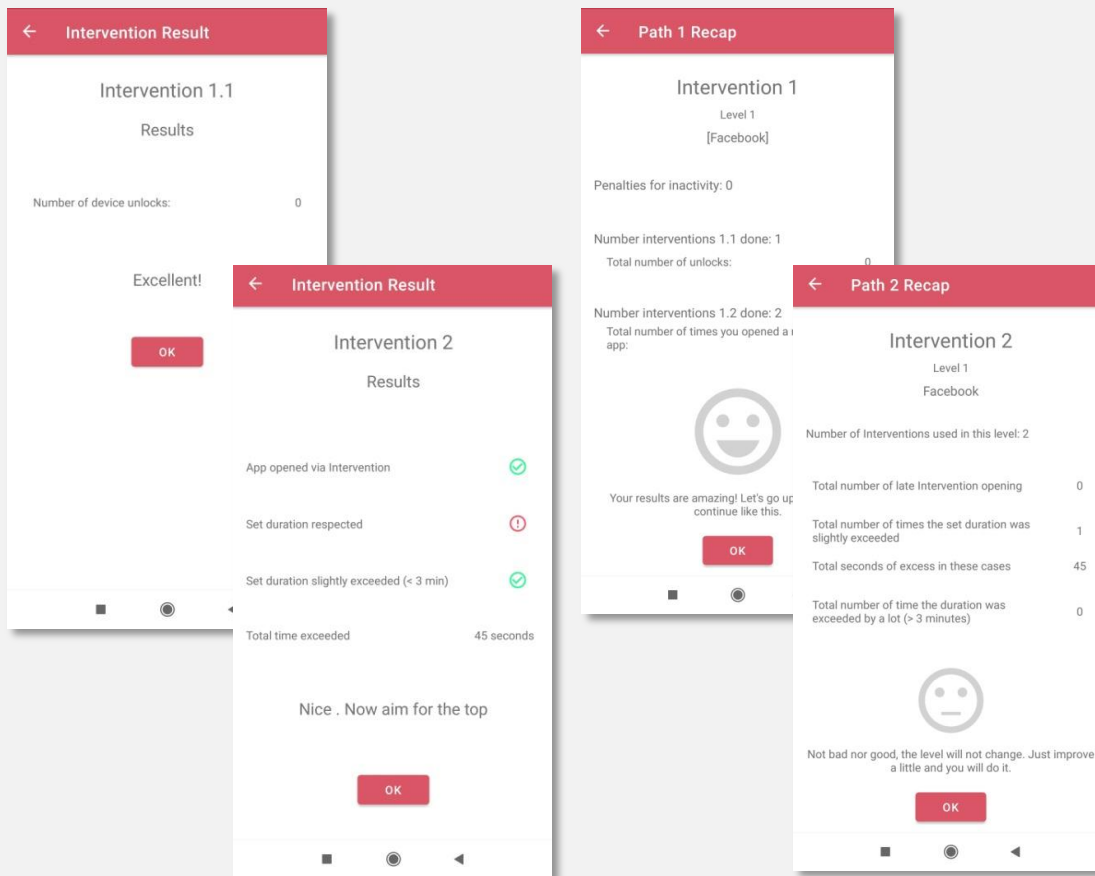 Intervention Result
Intervention 1.1
Results
Number of device unlocks: 0
Excellent!
OK
Intervention Result
Intervention 2
Results
App opened via Intervention
Set duration respected
Set duration slightly exceeded (< 3 min)
Total time exceeded 45 seconds
Nice . Now aim for the top
OK
Path 1 Recap
Intervention 1
Level 1
[Facebook]
Penalties for inactivity: 0
Number interventions 1.1 done: 1
Total number of unlocks: 0
Number interventions 1.2 done: 2
Total number of times you opened a
app:
Your results are amazing! Let's go up
continue like this.
OK
Path 2 Recap
Intervention 2
Level 1
Facebook
Number of Interventions used in this level: 2
Total number of late Intervention opening 0
Total number of times the set duration was
slightly exceeded 1
Total seconds of excess in these cases 45
Total number of time the duration was
exceeded by a lot (> 3 minutes) 0
Not bad nor good, the level will not change. Just improve
a little and you will do it.
OK